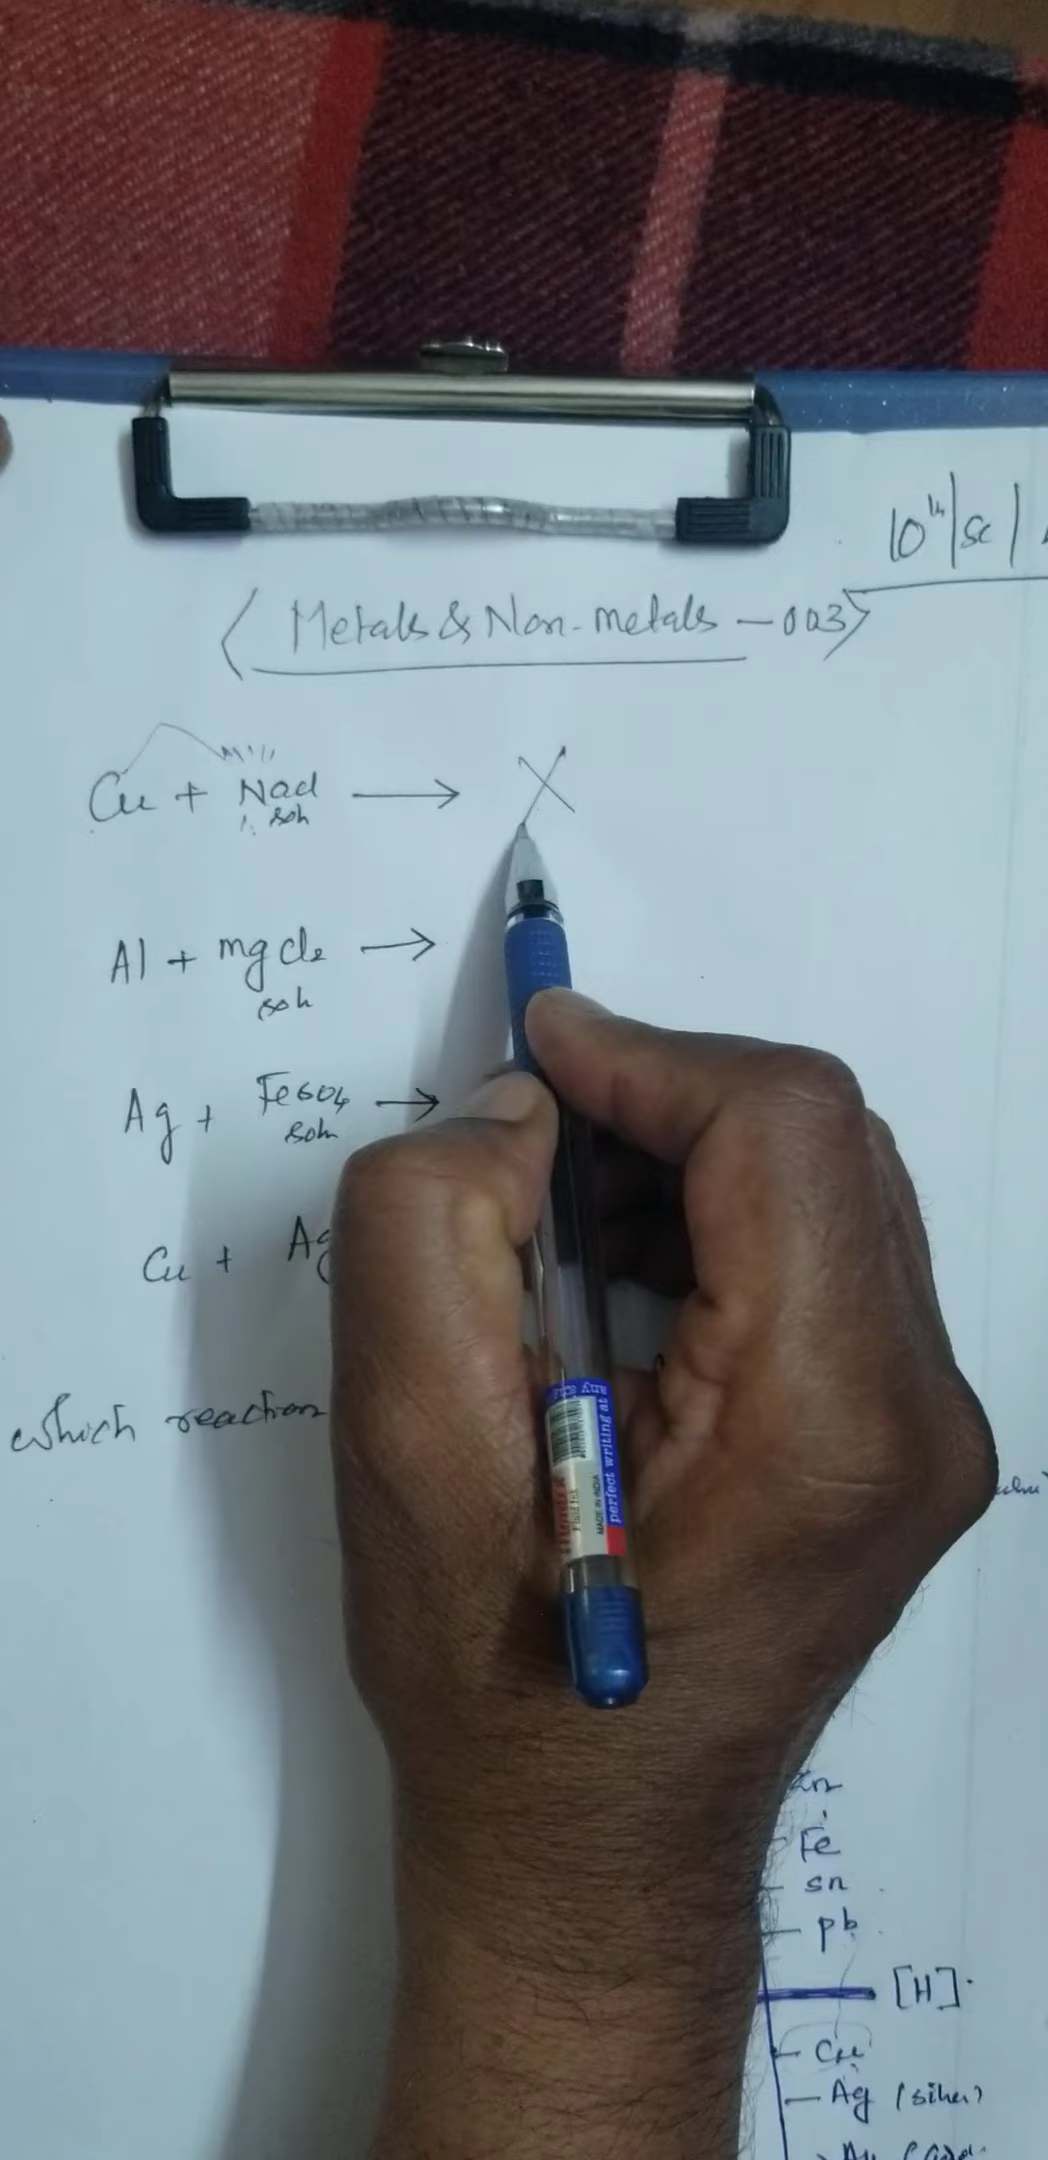 10th | Sc |
Metals & Non-metals - 003
Cu + NaCl → X
soln
Al + MgCl2 →
soln
Ag + FeSO4 →
soln
Cu + Ag
which reaction
perfect writing at any
MADE IN INDIA
Zn
Fe
Sn
Pb
[H]
Cu
Ag (silver)